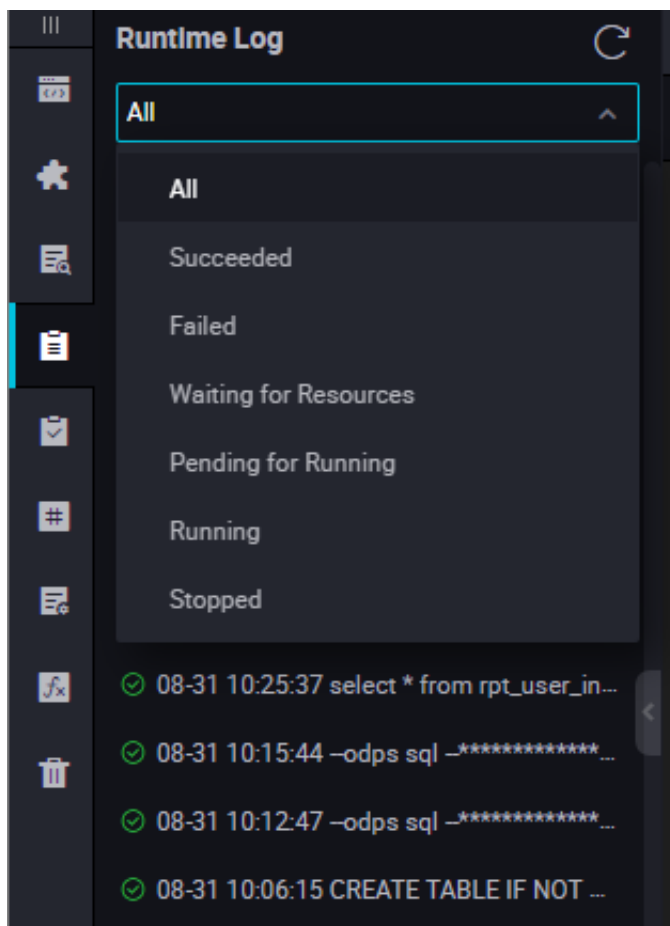 Runtime Log
All
All
Succeeded
Failed
Waiting for Resources
Pending for Running
Running
Stopped
08-31 10:25:37 select * from rpt_user_in...
08-31 10:15:44 --odps sql --*************...
08-31 10:12:47 --odps sql --*************...
08-31 10:06:15 CREATE TABLE IF NOT ...